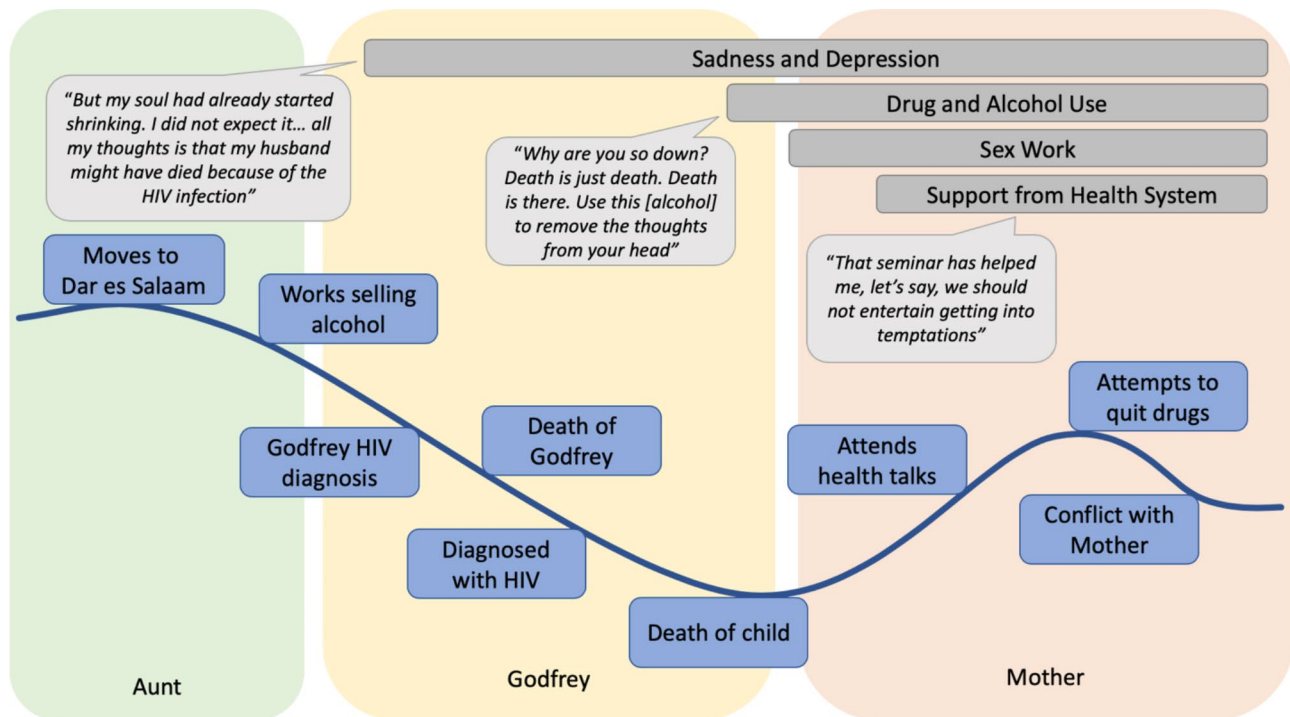 Sadness and Depression
Drug and Alcohol Use
Sex Work
Support from Health System
“But my soul had already started
shrinking. I did not expect it… all
my thoughts is that my husband
might have died because of the
HIV infection”
“Why are you so down?
Death is just death. Death
is there. Use this [alcohol]
to remove the thoughts
from your head”
“That seminar has helped
me, let’s say, we should
not entertain getting into
temptations”
Moves to
Dar es Salaam
Works selling
alcohol
Godfrey HIV
diagnosis
Death of
Godfrey
Diagnosed
with HIV
Death of child
Attends
health talks
Attempts to
quit drugs
Conflict with
Mother
Aunt
Godfrey
Mother